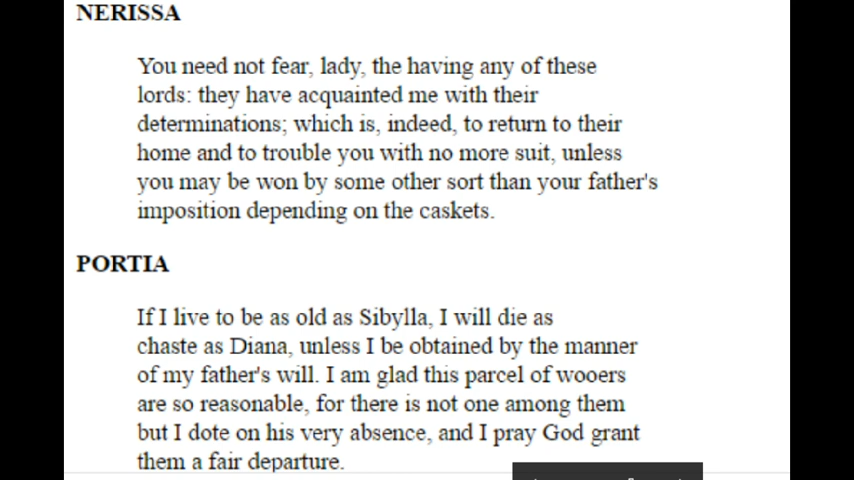 NERISSA
You need not fear, lady, the having any of these
lords: they have acquainted me with their
determinations; which is, indeed, to return to their
home and to trouble you with no more suit, unless
you may be won by some other sort than your father's
imposition depending on the caskets.
PORTIA
If I live to be as old as Sibylla, I will die as
chaste as Diana, unless I be obtained by the manner
of my father's will. I am glad this parcel of wooers
are so reasonable, for there is not one among them
but I dote on his very absence, and I pray God grant
them a fair departure.